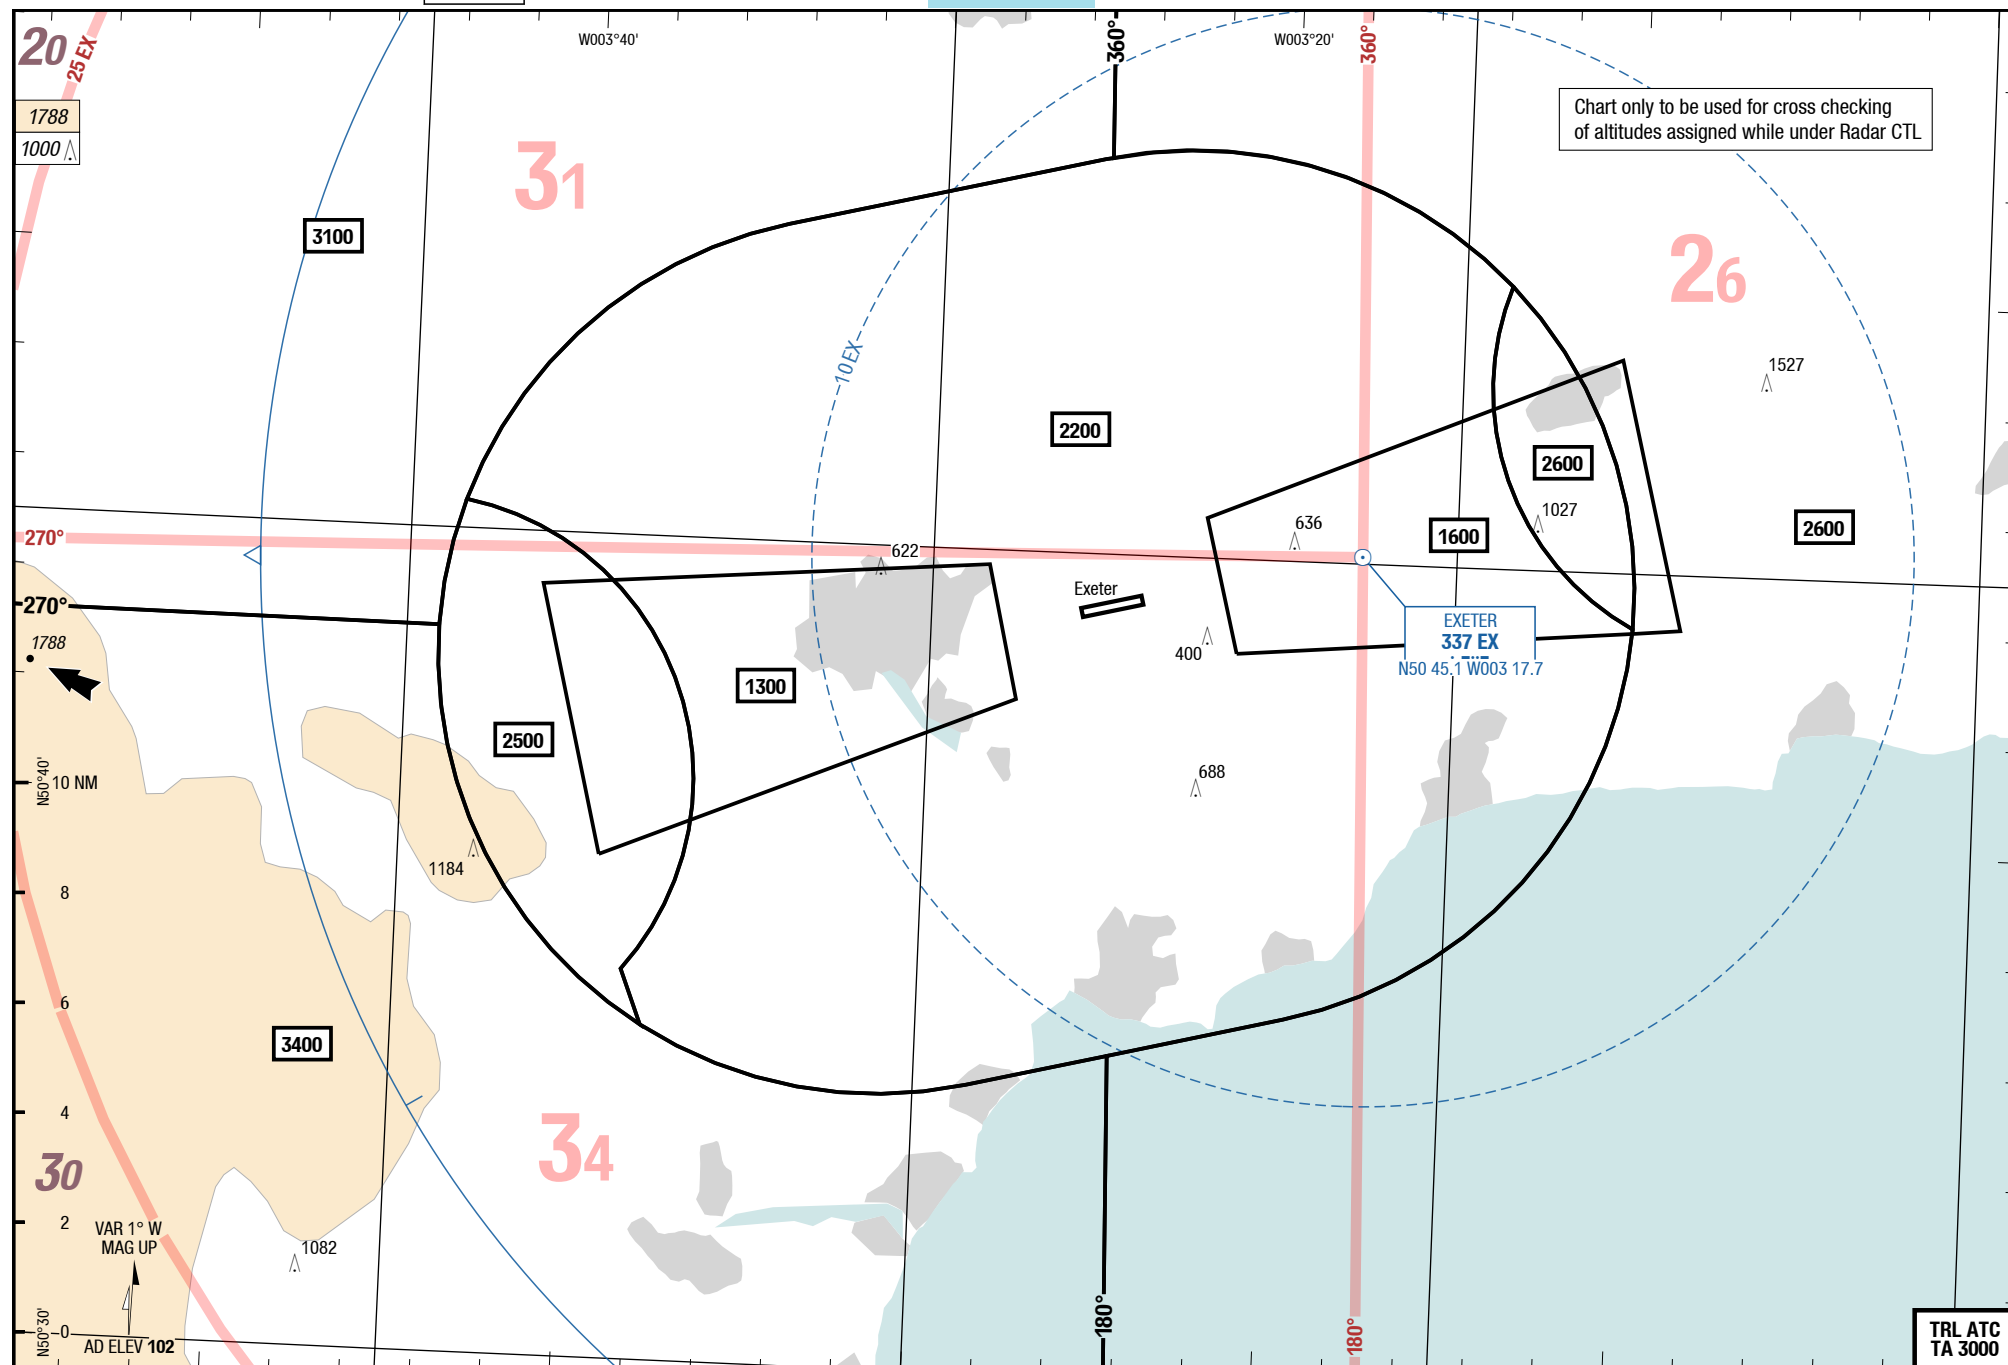 W003°40'
360°
W003°20'
360°
20
25 EX
1788
1000
Chart only to be used for cross checking
of altitudes assigned while under Radar CTL
31
3100
26
10 EX
1527
2200
2600
1027
636
1600
2600
270°
622
270°
Exeter
1788
400
EXETER
337 EX
N50 45.1 W003 17.7
1300
2500
N50°40'
10 NM
688
1184
8
6
3400
4
34
30
2
VAR 1° W
MAG UP
1082
180°
180°
N50°30'
0
AD ELEV 102
TRL ATC
TA 3000